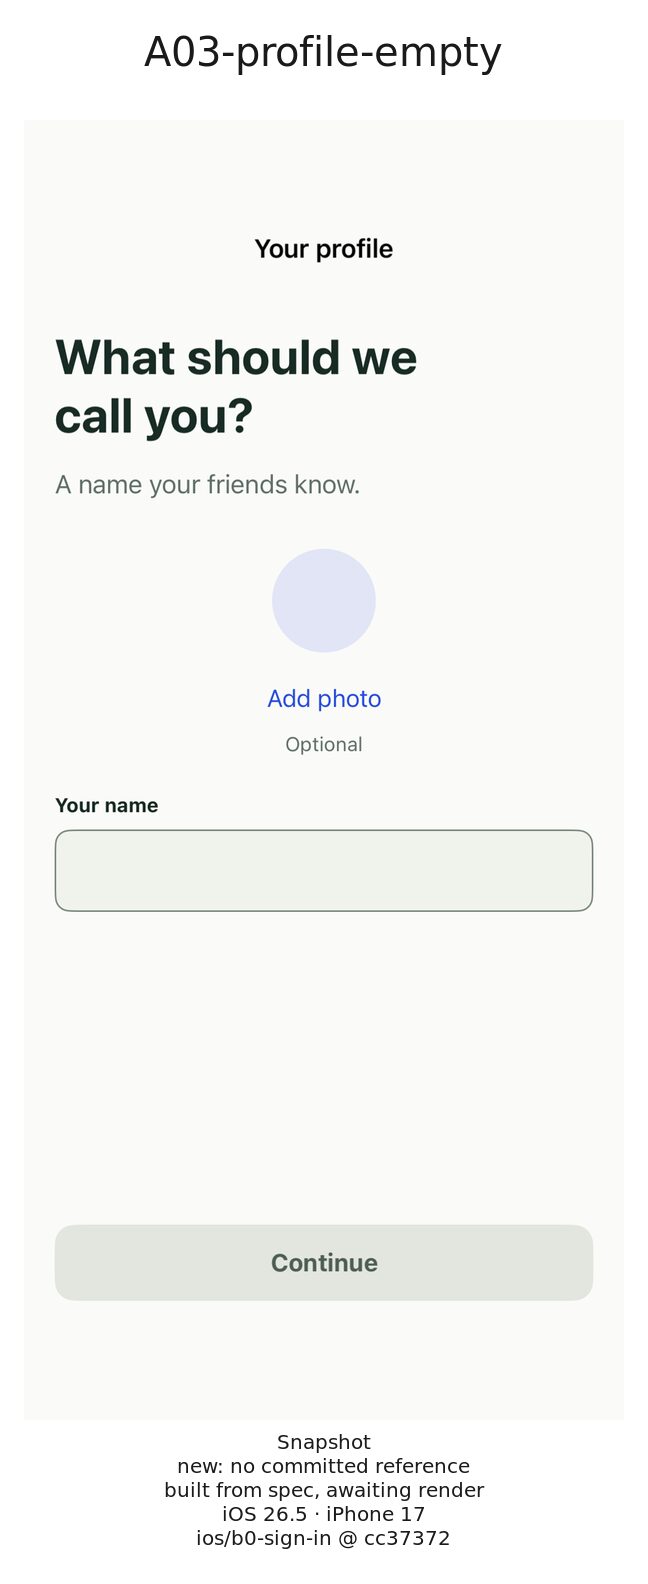 A03-profile-empty
Your profile
What should we
call you?
A name your friends know.
Add photo
Optional
Your name
Continue
Snapshot
new: no committed reference
built from spec, awaiting render
iOS 26.5 · iPhone 17
ios/b0-sign-in @ cc37372